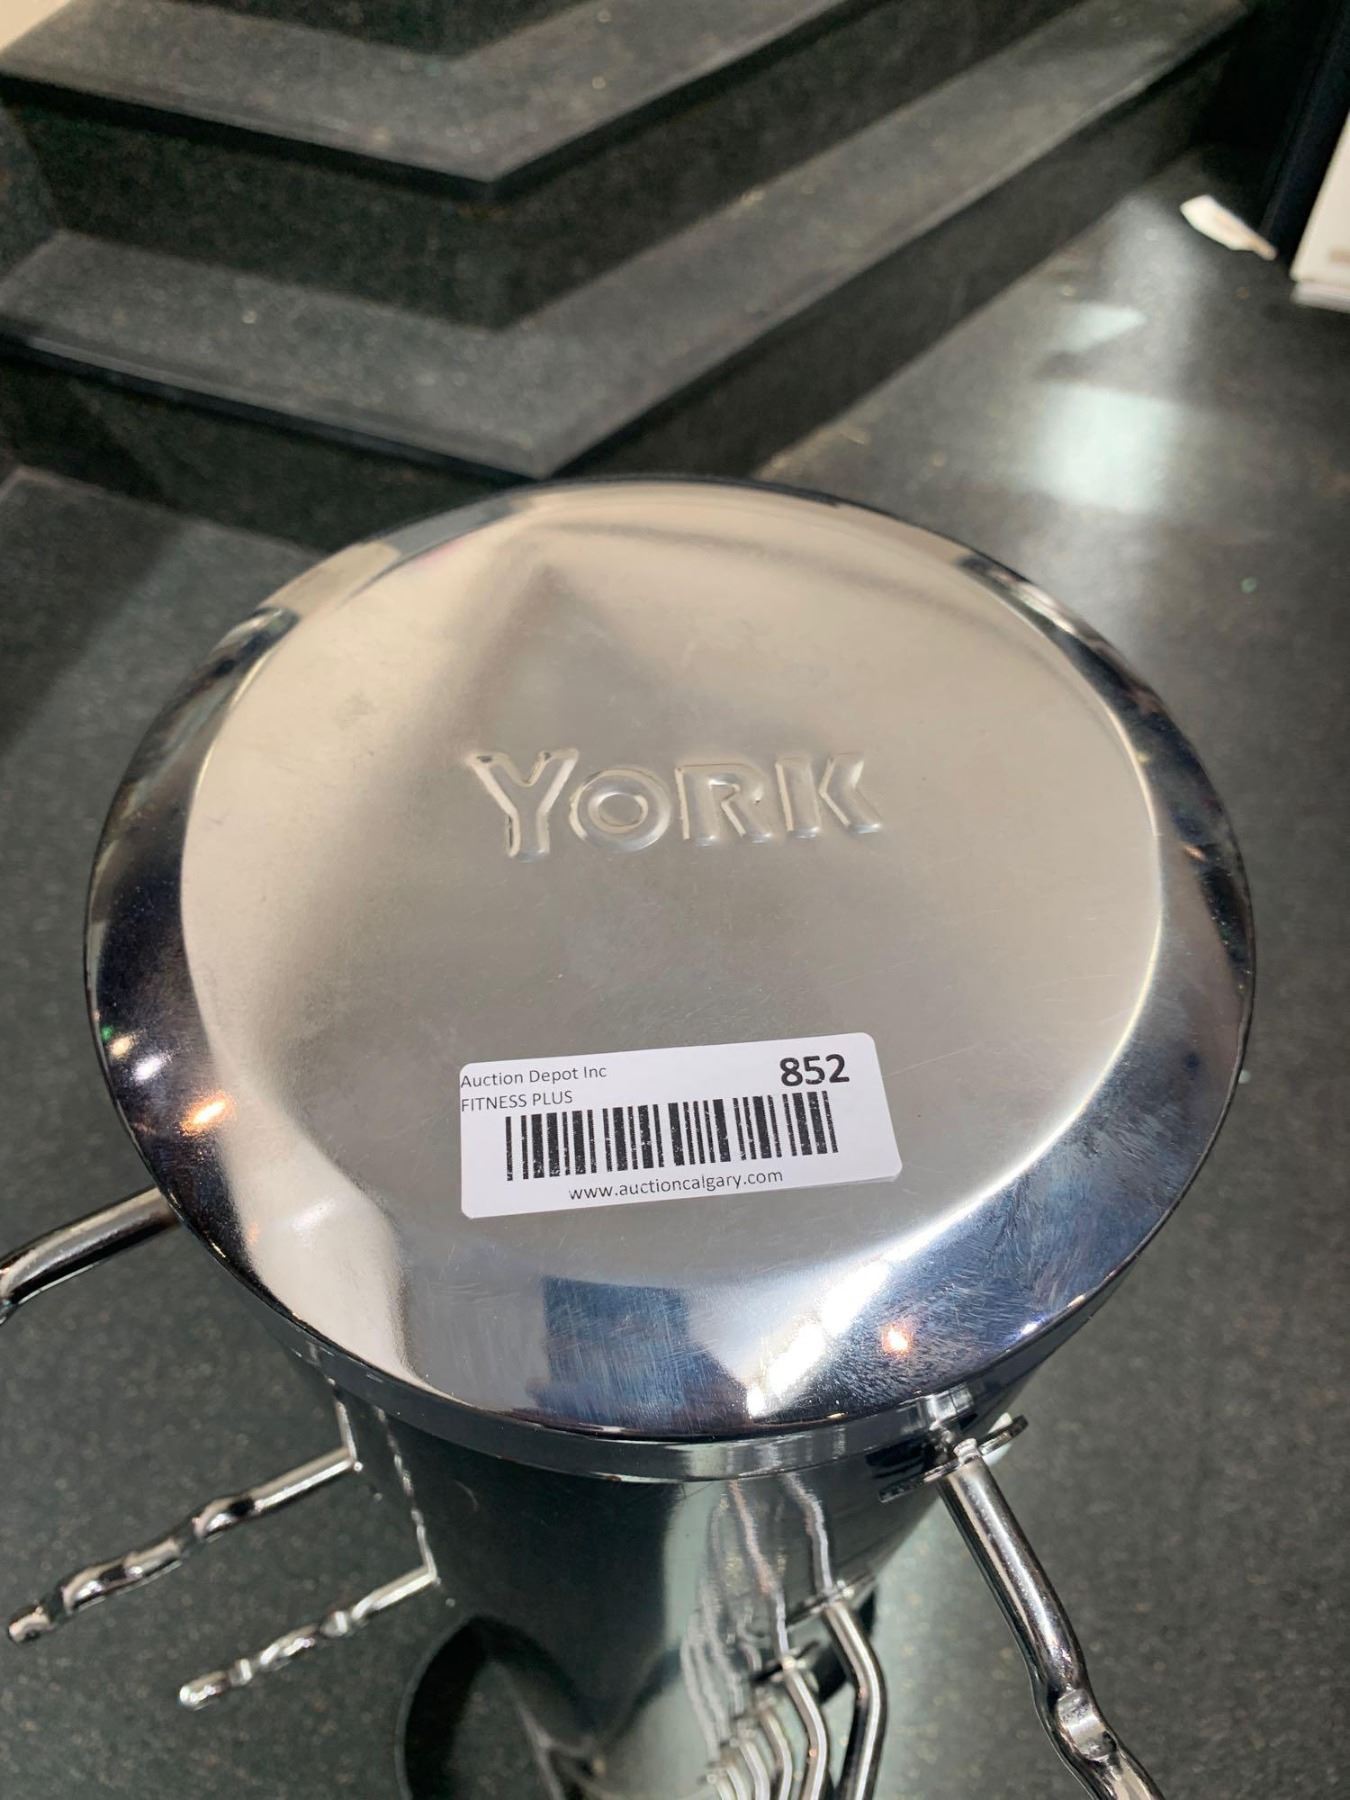 YORK
Auction Depot Inc 852
FITNESS PLUS
www.auctioncalgary.com